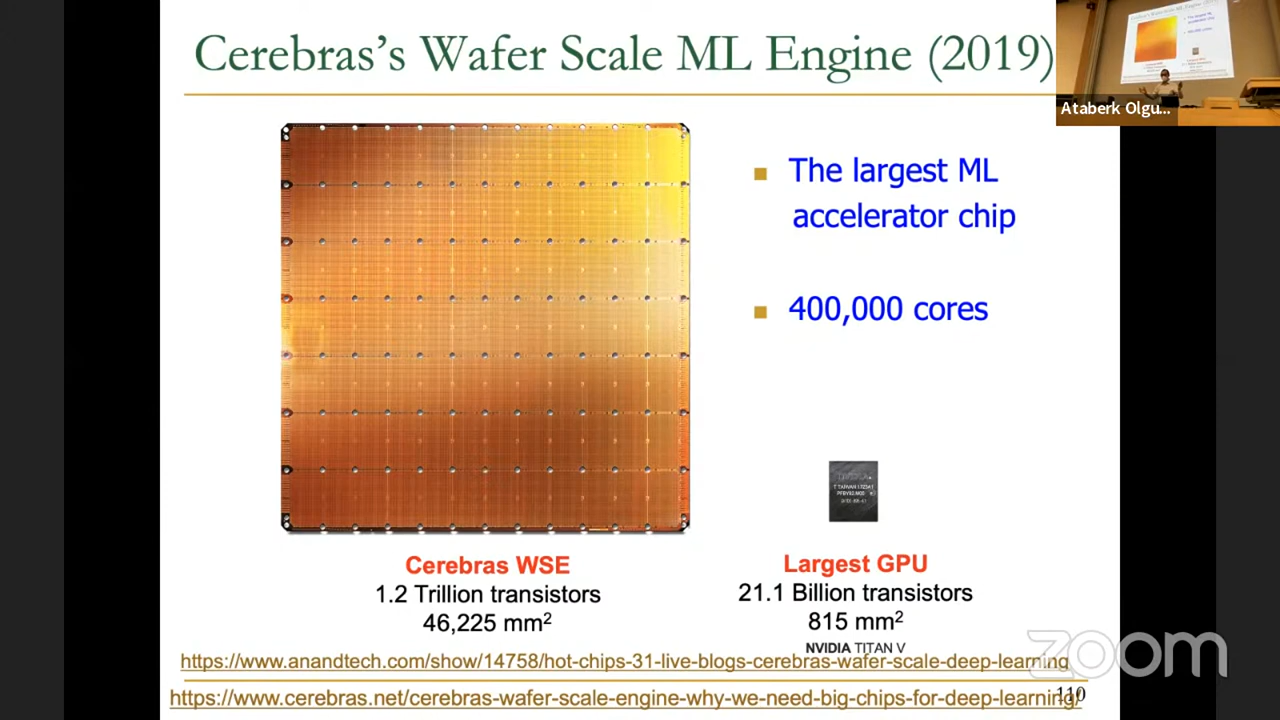 Cerebras's Wafer Scale ML Engine (2019)
Ataberk Olgu...
■ The largest ML
accelerator chip
■ 400,000 cores
Cerebras WSE
1.2 Trillion transistors
46,225 mm²
Largest GPU
21.1 Billion transistors
815 mm²
NVIDIA TITAN V
zoom
https://www.anandtech.com/show/14758/hot-chips-31-live-blogs-cerebras-wafer-scale-deep-learning
https://www.cerebras.net/cerebras-wafer-scale-engine-why-we-need-big-chips-for-deep-learning/
110